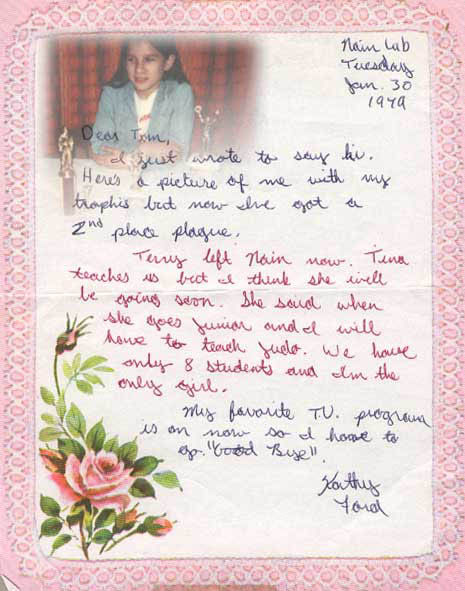 Nain Lab
Tuesday
Jan. 30
1979
Dear Tom,
I just wrote to say hi.
Here's a picture of me with my
trophis but now I've got a
2nd place plaque.
Terry left Nain now. Tina
teaches us but I think she will
be going soon. She said when
she goes Junior and I will
have to teach Judo. We have
only 8 students and I'm the
only girl.
My favorite T.V. program
is on now so I have to
go. "Good Bye".
Kathy
Ford